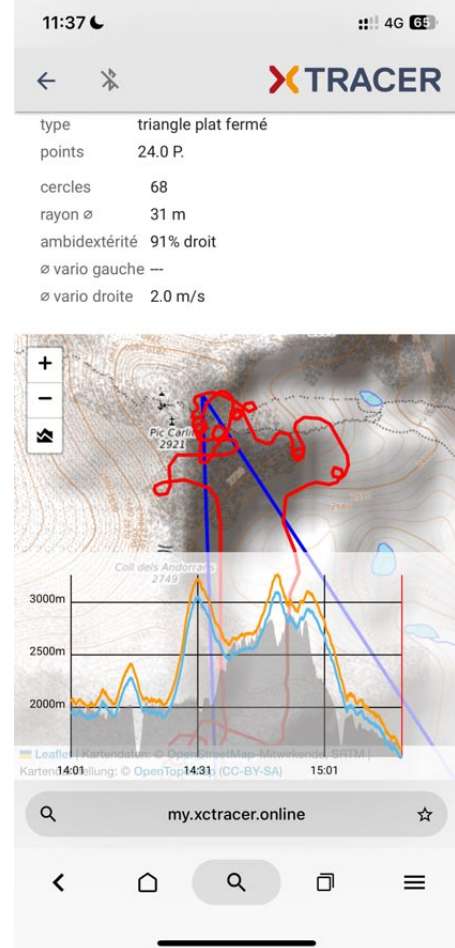 11:37
4G 65
XTRACER
type triangle plat fermé
points 24.0 P.
cercles 68
rayon ⌀ 31 m
ambidextérité 91% droit
⌀ vario gauche ---
⌀ vario droite 2.0 m/s
+
−
Pic Carlit
2921
Coll dels Andorrans
2749
3000m
2500m
2000m
Leaflet | Kartendaten: © OpenStreetMap-Mitwirkende, SRTM |
Kartendarstellung: © OpenTopoMap (CC-BY-SA)
14:01 14:31 15:01
my.xctracer.online